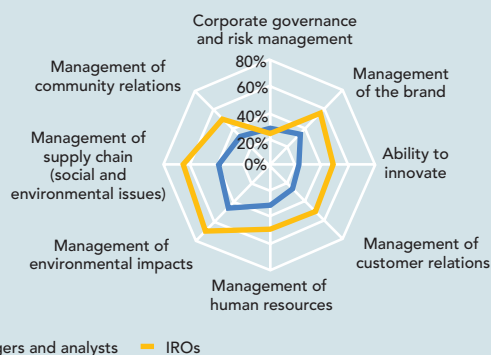 Corporate governance
and risk management
80%
60%
40%
20%
0%
Management
of the brand
Ability to
innovate
Management of
customer relations
Management of
human resources
Management of
environmental impacts
Management of
supply chain
(social and
environmental issues)
Management of
community relations
and analysts
IROs